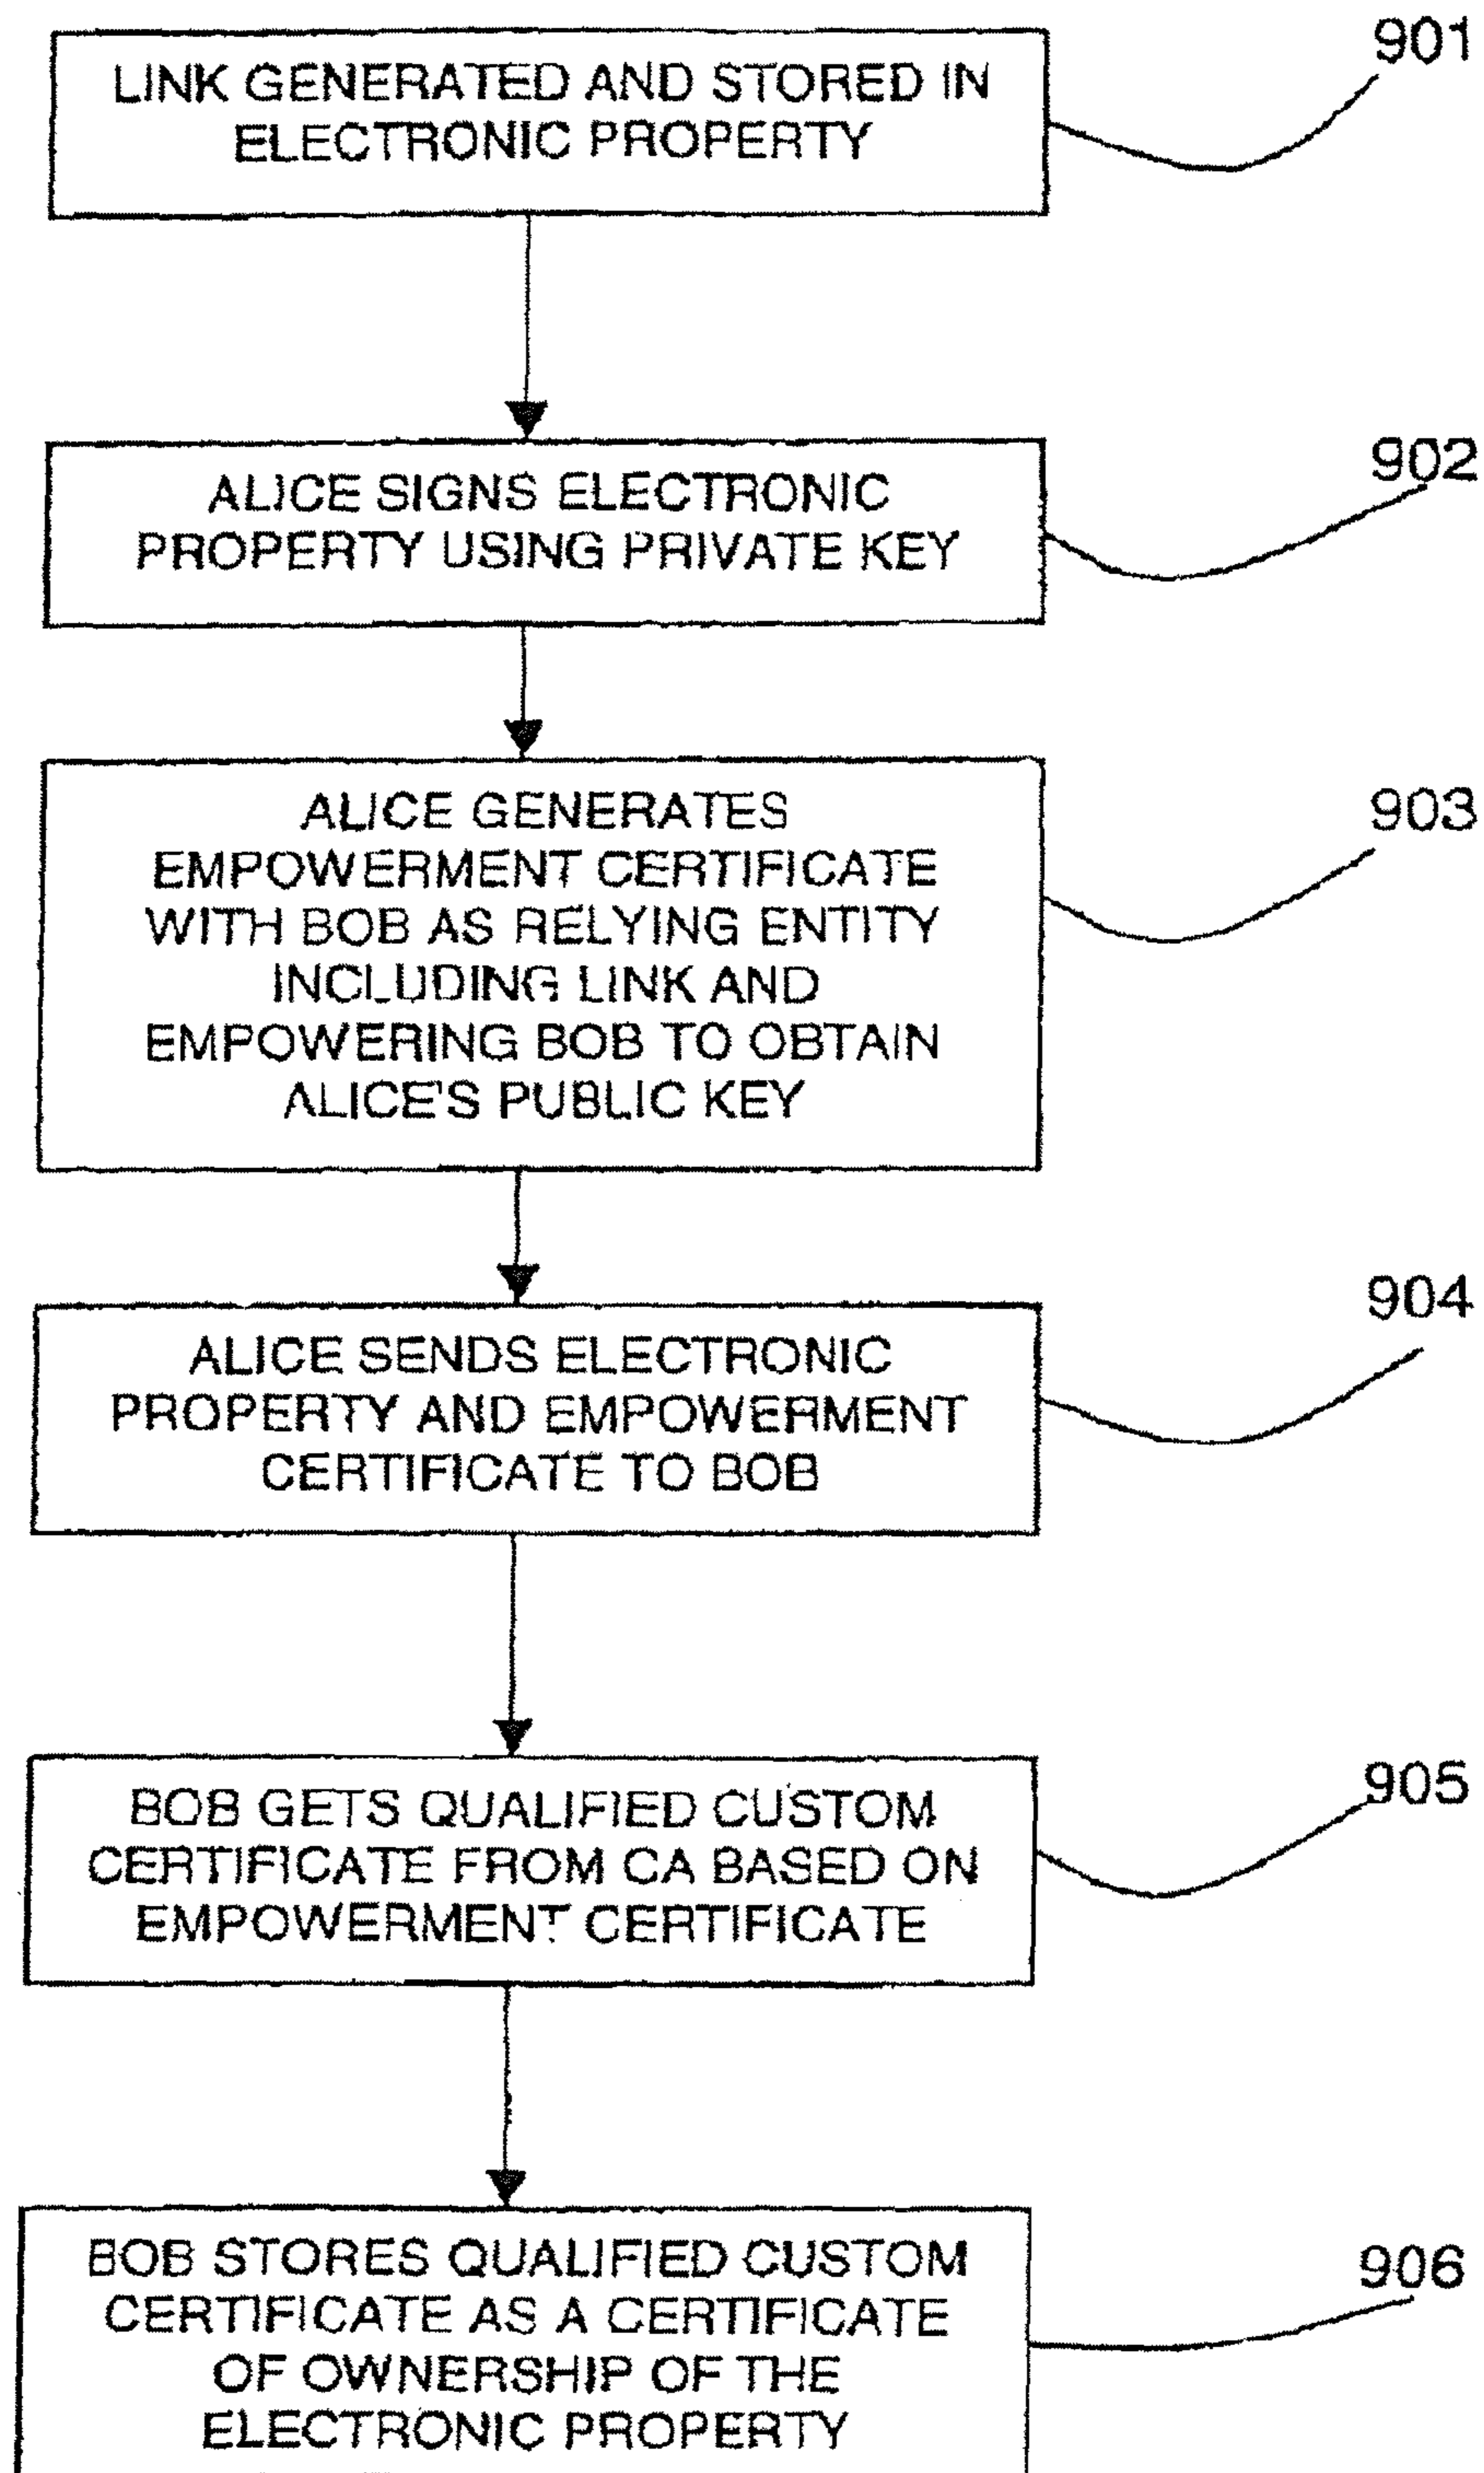 LINK GENERATED AND STORED IN
ELECTRONIC PROPERTY
901
ALICE SIGNS ELECTRONIC
PROPERTY USING PRIVATE KEY
902
ALICE GENERATES
EMPOWERMENT CERTIFICATE
WITH BOB AS RELYING ENTITY
INCLUDING LINK AND
EMPOWERING BOB TO OBTAIN
ALICE'S PUBLIC KEY
903
ALICE SENDS ELECTRONIC
PROPERTY AND EMPOWERMENT
CERTIFICATE TO BOB
904
BOB GETS QUALIFIED CUSTOM
CERTIFICATE FROM CA BASED ON
EMPOWERMENT CERTIFICATE
905
BOB STORES QUALIFIED CUSTOM
CERTIFICATE AS A CERTIFICATE
OF OWNERSHIP OF THE
ELECTRONIC PROPERTY
906